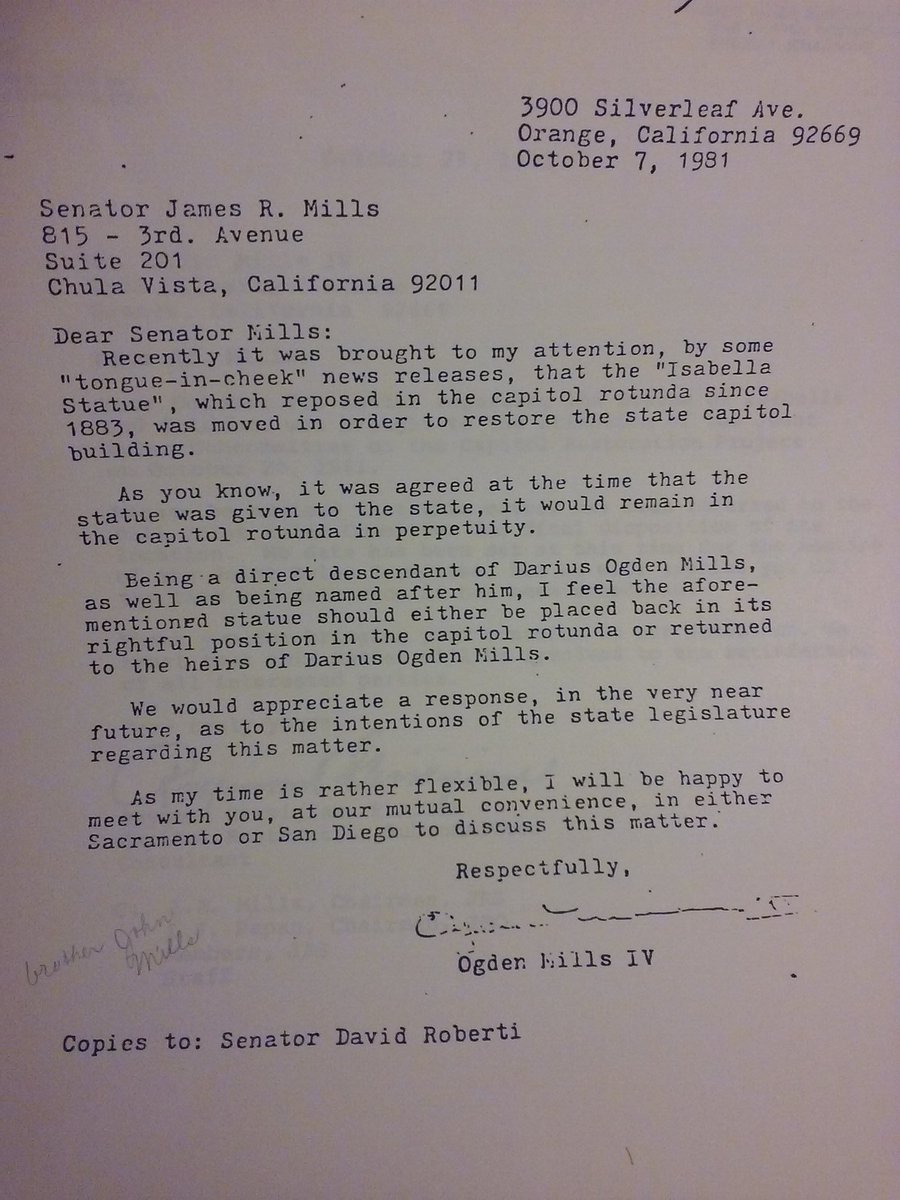 3900 Silverleaf Ave.
Orange, California 92669
October 7, 1981
Senator James R. Mills
815 - 3rd. Avenue
Suite 201
Chula Vista, California 92011
Dear Senator Mills:
Recently it was brought to my attention, by some
"tongue-in-cheek" news releases, that the "Isabella
Statue", which reposed in the capitol rotunda since
1883, was moved in order to restore the state capitol
building.
As you know, it was agreed at the time that the
statue was given to the state, it would remain in
the capitol rotunda in perpetuity.
Being a direct descendant of Darius Ogden Mills,
as well as being named after him, I feel the afore-
mentioned statue should either be placed back in its
rightful position in the capitol rotunda or returned
to the heirs of Darius Ogden Mills.
We would appreciate a response, in the very near
future, as to the intentions of the state legislature
regarding this matter.
As my time is rather flexible, I will be happy to
meet with you, at our mutual convenience, in either
Sacramento or San Diego to discuss this matter.
Respectfully,
Ogden Mills IV
brother John
Mills
Copies to: Senator David Roberti